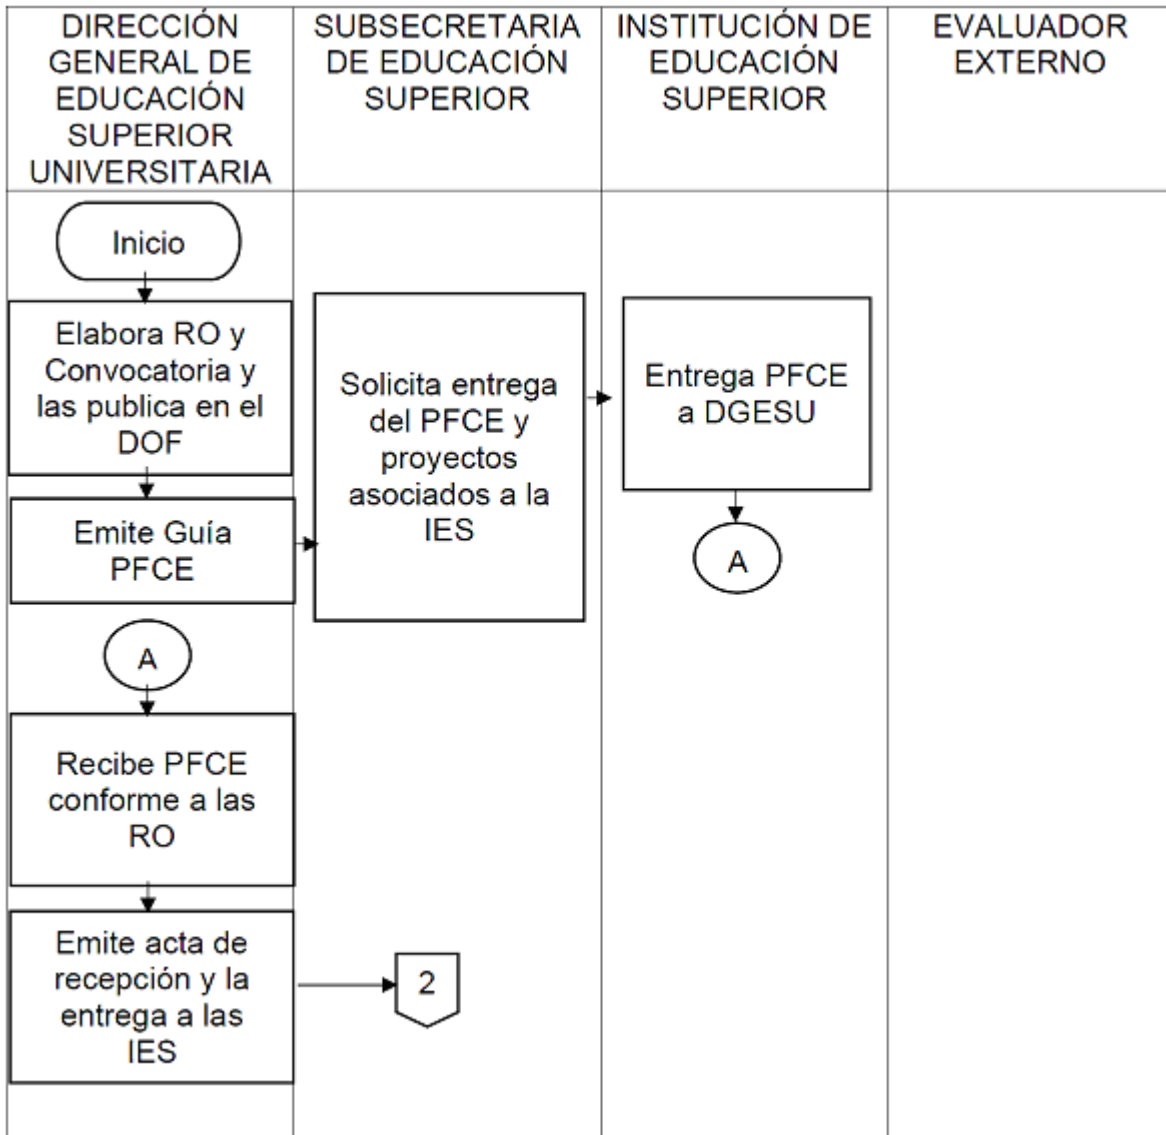 DIRECCIÓN
GENERAL DE
EDUCACIÓN
SUPERIOR
UNIVERSITARIA
SUBSECRETARIA
DE EDUCACIÓN
SUPERIOR
INSTITUCIÓN DE
EDUCACIÓN
SUPERIOR
EVALUADOR
EXTERNO
Inicio
Elabora RO y
Convocatoria y
las publica en el
DOF
Emite Guía
PFCE
Solicita entrega
del PFCE y
proyectos
asociados a la
IES
Entrega PFCE
a DGESU
A
A
Recibe PFCE
conforme a las
RO
Emite acta de
recepción y la
entrega a las
IES
2